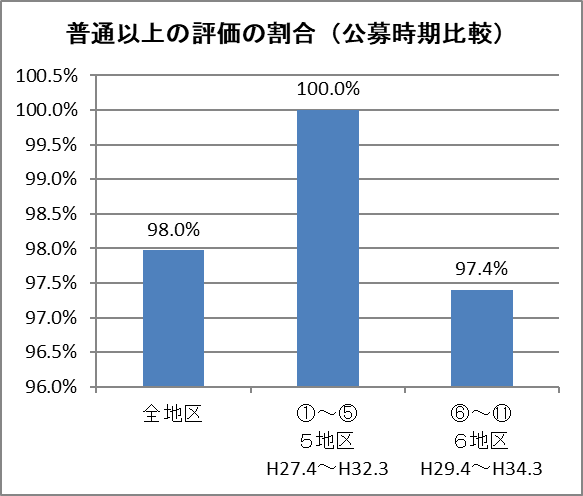 普通以上の評価の割合（公募時期比較）
100.5%
100.0%
99.5%
99.0%
98.5%
98.0%
97.5%
97.0%
96.5%
96.0%
98.0%
100.0%
97.4%
全地区
①～⑤
５地区
H27.4～H32.3
⑥～⑪
６地区
H29.4～H34.3